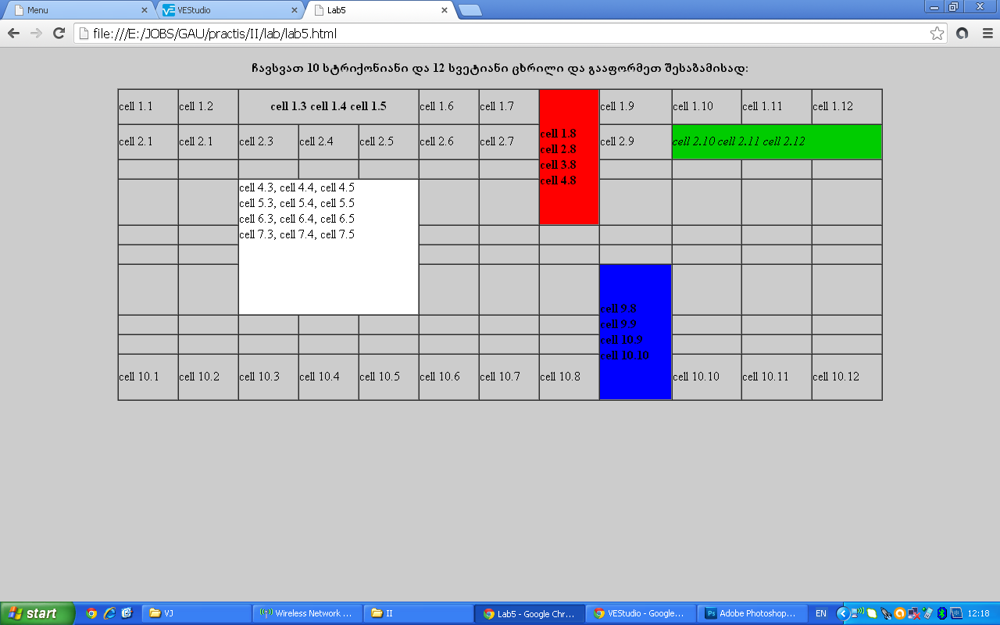 Menu
VEStudio
Lab5
file:///E:/JOBS/GAU/practis/II/lab/lab5.html
ჩავსვათ 10 სტრიქონიანი და 12 სვეტიანი ცხრილი და გააფორმეთ შესაბამისად:
cell 1.1 cell 1.2 cell 1.3 cell 1.4 cell 1.5 cell 1.6 cell 1.7 cell 1.9 cell 1.10 cell 1.11 cell 1.12
cell 1.8
cell 2.8
cell 3.8
cell 4.8
cell 2.1 cell 2.1 cell 2.3 cell 2.4 cell 2.5 cell 2.6 cell 2.7 cell 2.9 cell 2.10 cell 2.11 cell 2.12
cell 4.3, cell 4.4, cell 4.5
cell 5.3, cell 5.4, cell 5.5
cell 6.3, cell 6.4, cell 6.5
cell 7.3, cell 7.4, cell 7.5
cell 9.8
cell 9.9
cell 10.9
cell 10.10
cell 10.1 cell 10.2 cell 10.3 cell 10.4 cell 10.5 cell 10.6 cell 10.7 cell 10.8 cell 10.10 cell 10.11 cell 10.12
start
VJ
Wireless Network ...
II
Lab5 - Google Chr...
VEStudio - Google...
Adobe Photoshop...
EN
12:18